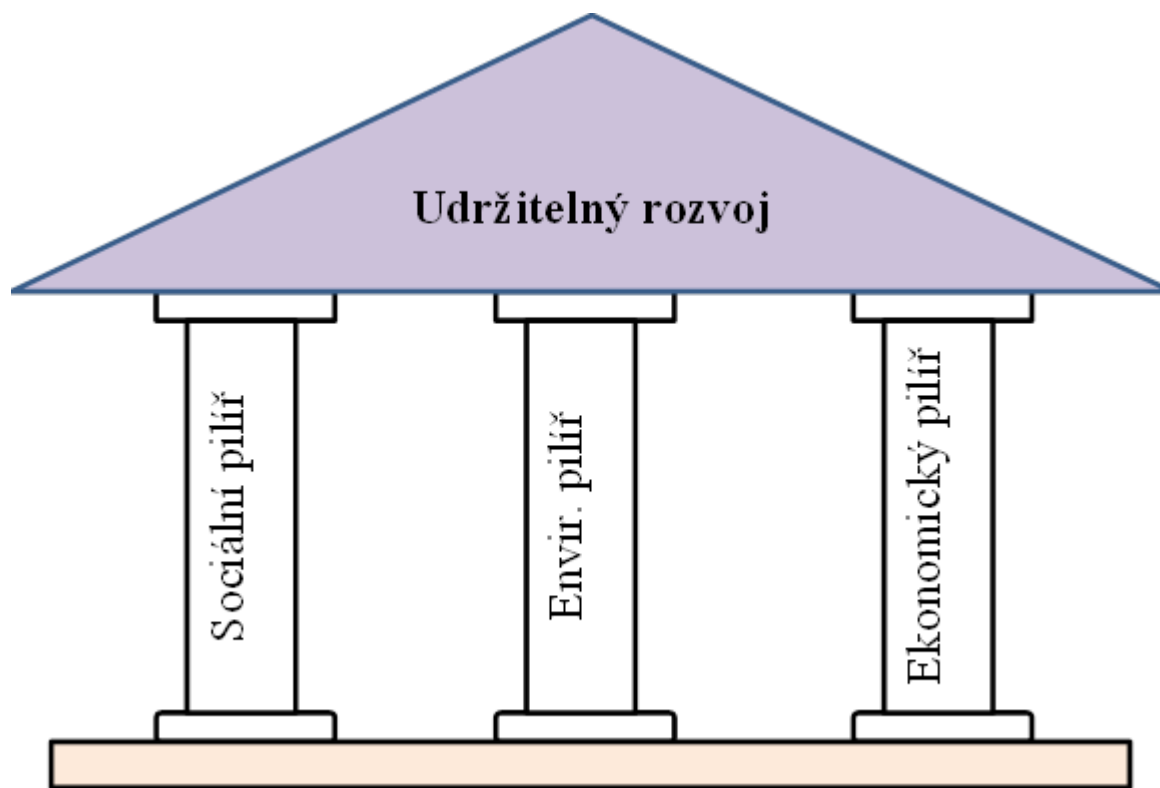 Udržitelný rozvoj
Sociální pilíř
Envir. pilíř
Ekonomický pilíř